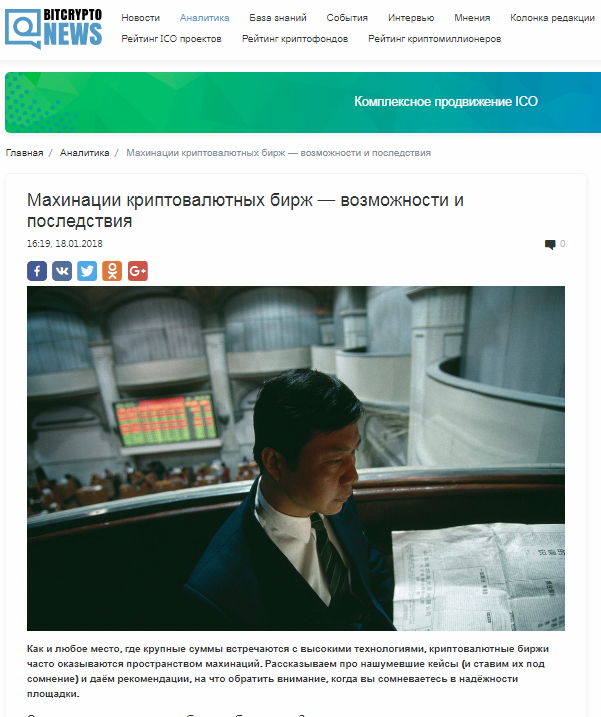 BITCRYPTO
NEWS
Новости Аналитика База знаний События Интервью Мнения Колонка редакции
Рейтинг ICO проектов Рейтинг криптофондов Рейтинг криптомиллионеров
Комплексное продвижение ICO
Главная / Аналитика / Махинации криптовалютных бирж — возможности и последствия
Махинации криптовалютных бирж — возможности и
последствия
16:19, 18.01.2018 0
Как и любое место, где крупные суммы встречаются с высокими технологиями, криптовалютные биржи
часто оказываются пространством махинаций. Рассказываем про нашумевшие кейсы (и ставим их под
сомнение) и даём рекомендации, на что обратить внимание, когда вы сомневаетесь в надёжности
площадки.